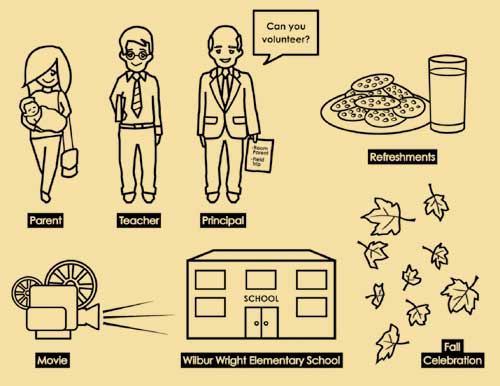 Can you
volunteer?
-Room
Parent
-Field
trip
Refreshments
Parent
Teacher
Principal
SCHOOL
Movie
Wilbur Wright Elementary School
Fall
Celebration